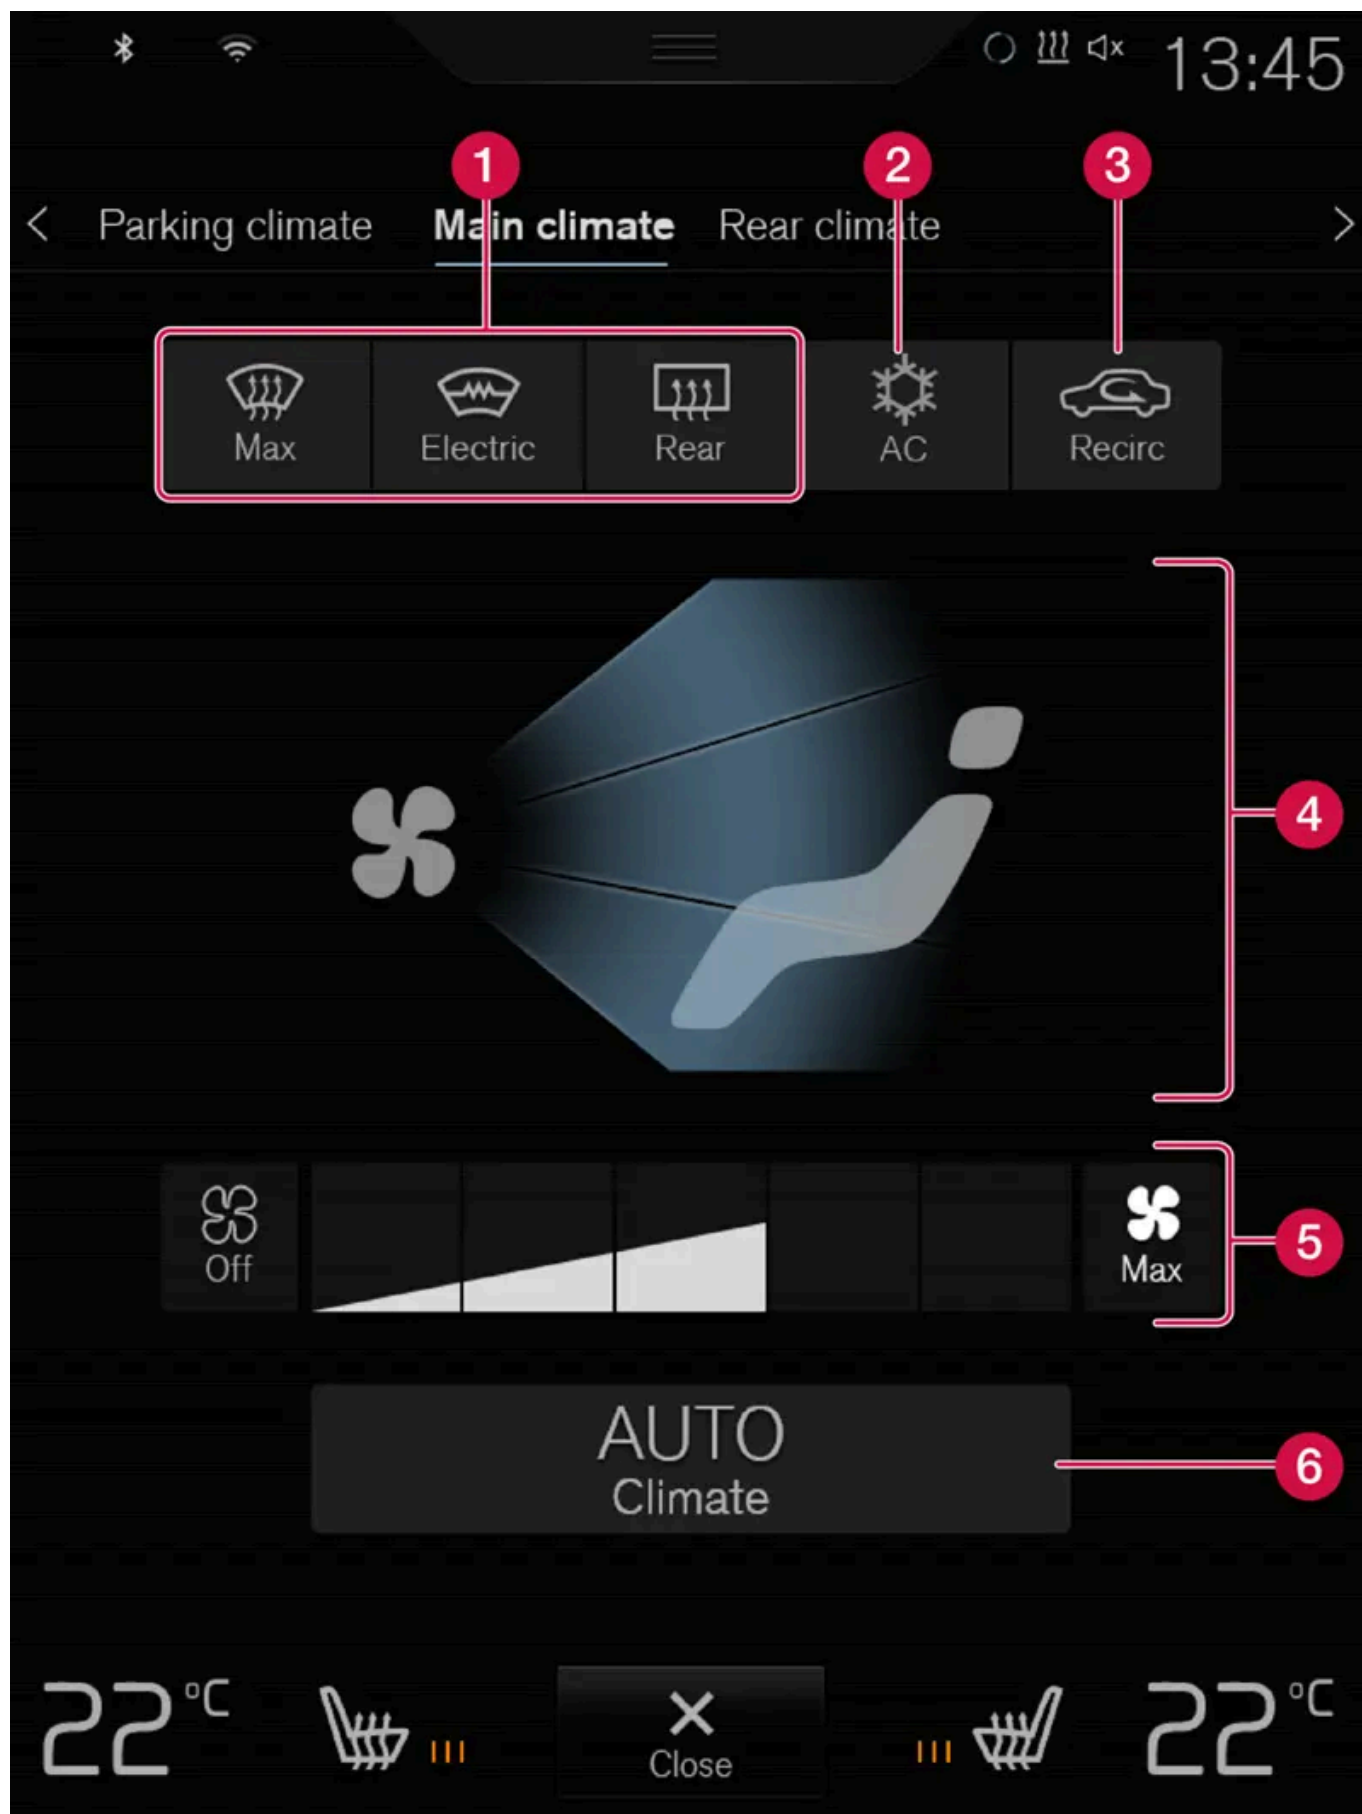 13:45
1 2 3
Parking climate Main climate Rear climate
Max Electric Rear AC Recirc
4
Off Max
5
AUTO
Climate
6
22°C Close 22°C